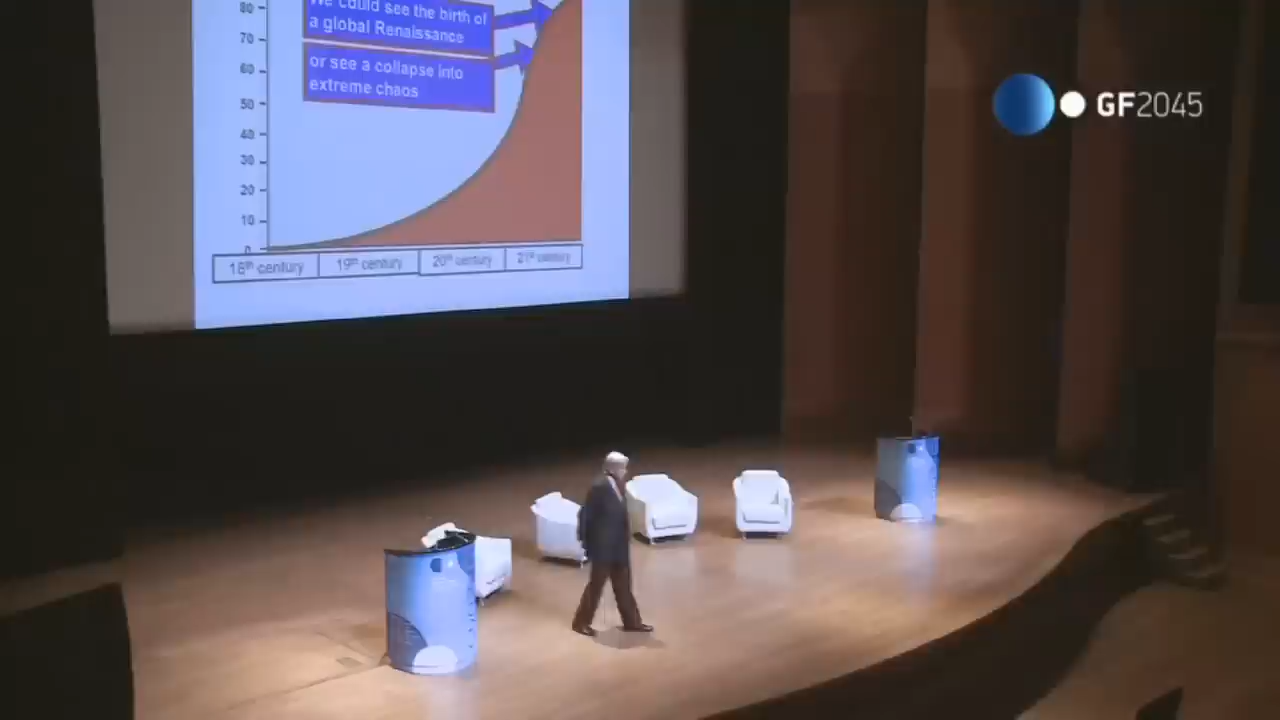 80
We could see the birth of
a global Renaissance
70
or see a collapse into
extreme chaos
60
50
40
30
20
10
0
18th century
19th century
20th century
21st century
GF2045